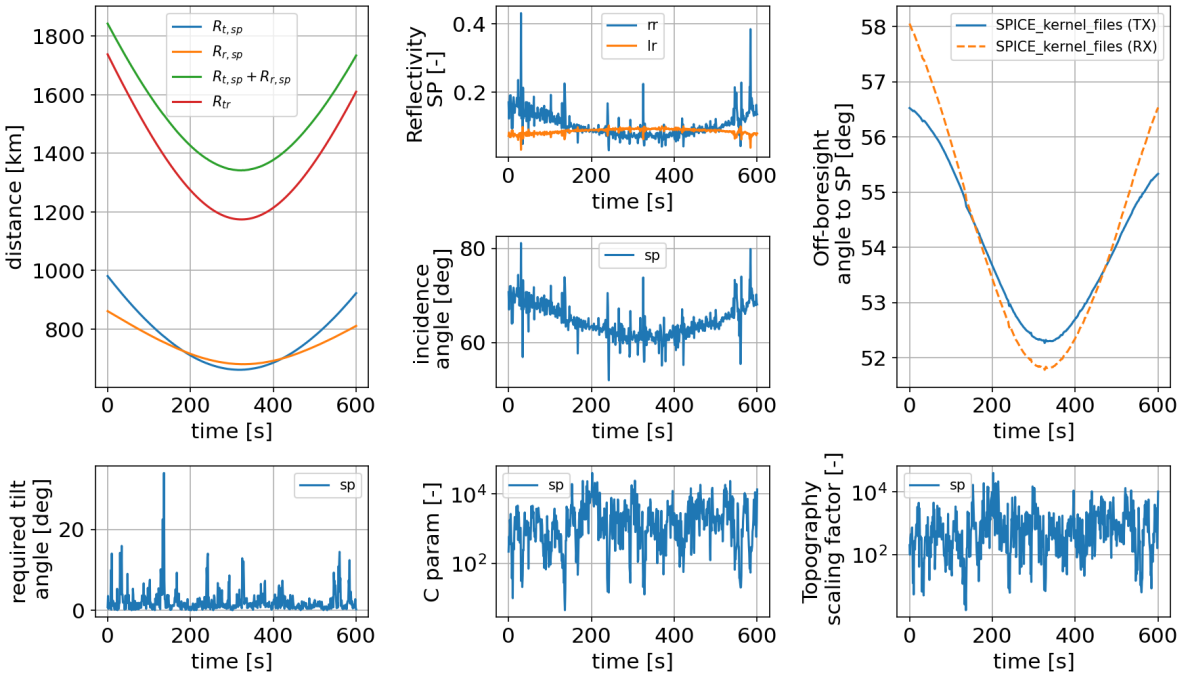 distance [km]
1800
1600
1400
1200
1000
800
R_{t,sp}
R_{r,sp}
R_{t,sp} + R_{r,sp}
R_{tr}
0 200 400 600
time [s]
Reflectivity
SP [-]
0.4
0.2
rr
lr
0 200 400 600
time [s]
incidence
angle [deg]
80
60
sp
0 200 400 600
time [s]
Off-boresight
angle to SP [deg]
58
57
56
55
54
53
52
SPICE_kernel_files (TX)
SPICE_kernel_files (RX)
0 200 400 600
time [s]
required tilt
angle [deg]
20
0
sp
0 200 400 600
time [s]
C param [-]
10^4
10^2
sp
0 200 400 600
time [s]
Topography
scaling factor [-]
10^4
10^2
sp
0 200 400 600
time [s]